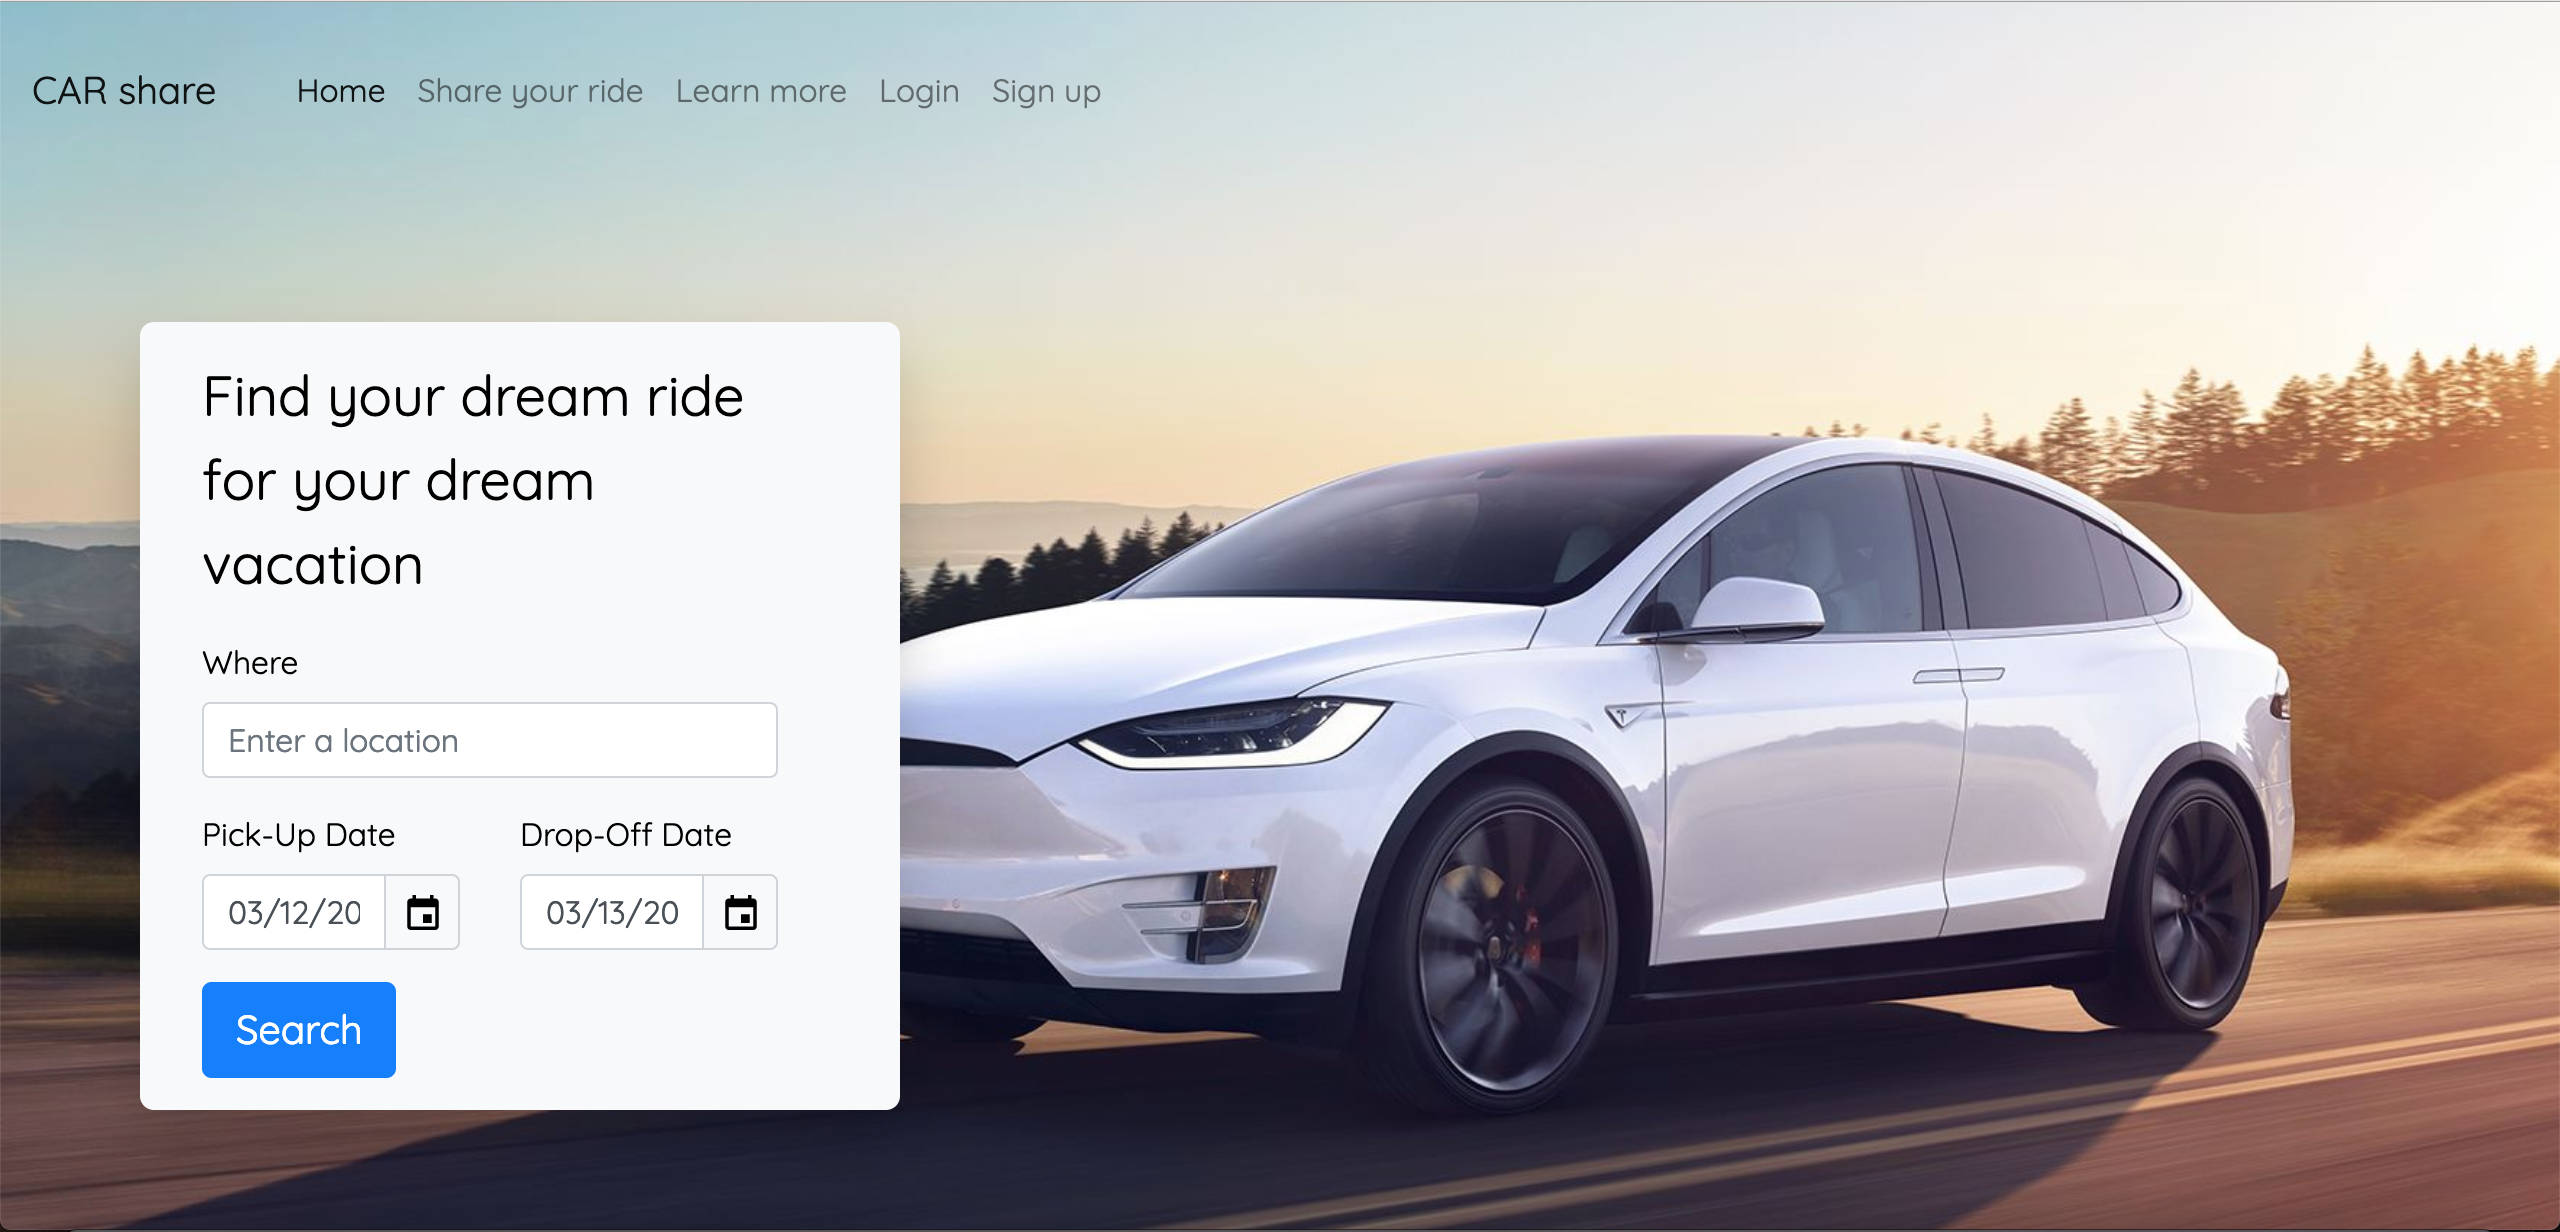 CAR share Home Share your ride Learn more Login Sign up
Find your dream ride
for your dream
vacation
Where
Enter a location
Pick-Up Date Drop-Off Date
03/12/20 03/13/20
Search